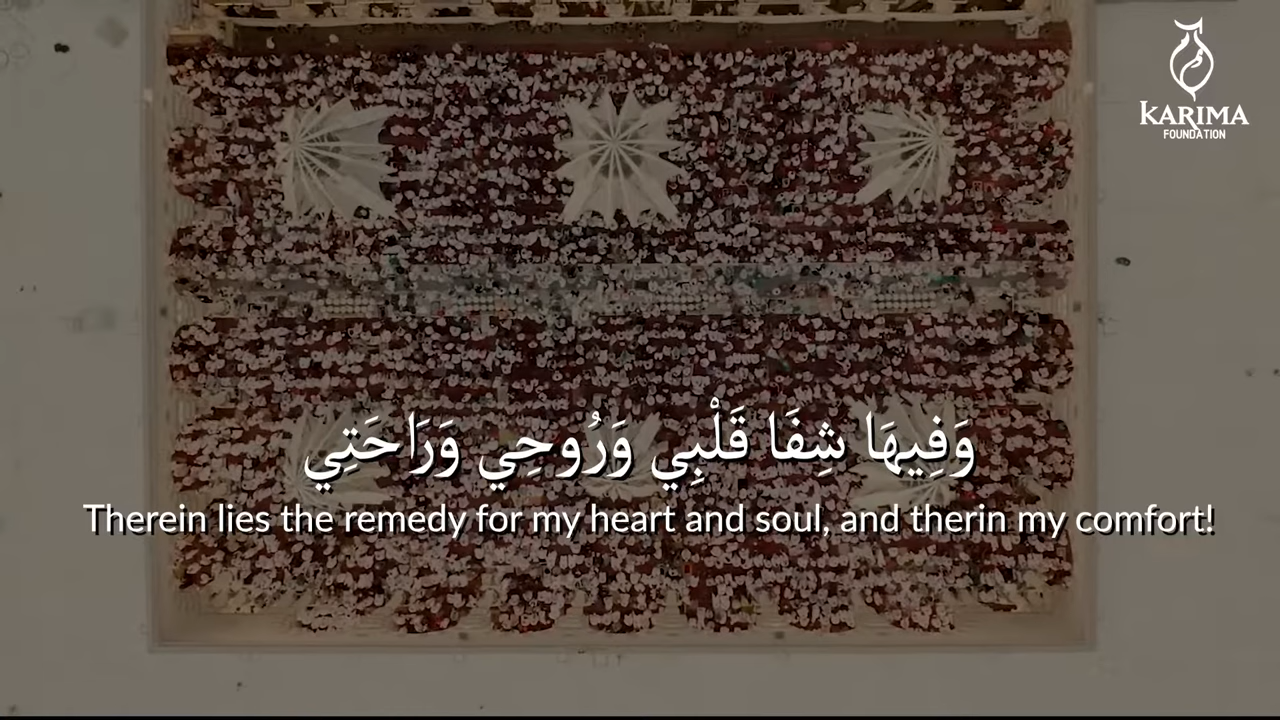 KARIMA
FOUNDATION
وَفِيهَا شِفَا قَلْبِي وَرُوحِي وَرَاحَتِي
Therein lies the remedy for my heart and soul, and therin my comfort!